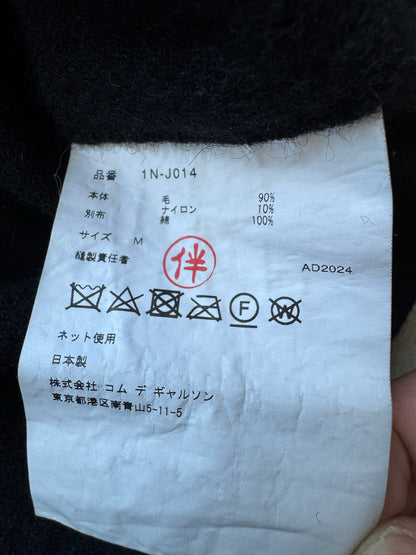 品番 1N-J014
本体 毛 90%
ナイロン 10%
別布 綿 100%
サイズ M
縫製責任者 伴
AD2024
F W
ネット使用
日本製
株式会社 コム デ ギャルソン
東京都港区南青山5-11-5